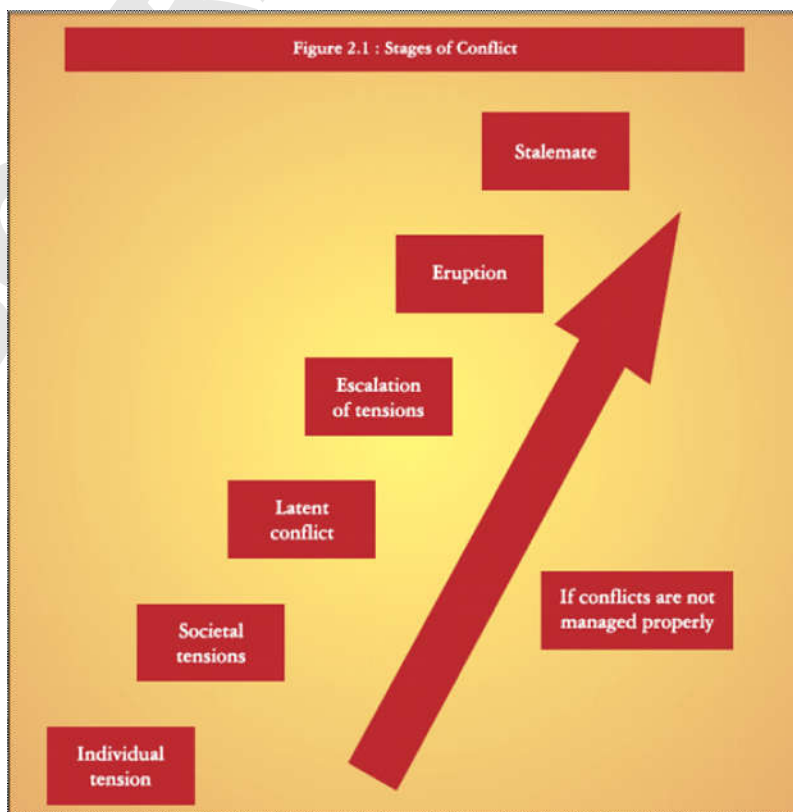 Figure 2.1 : Stages of Conflict
Stalemate
Eruption
Escalation
of tensions
Latent
conflict
If conflicts are not
managed properly
Societal
tensions
Individual
tension